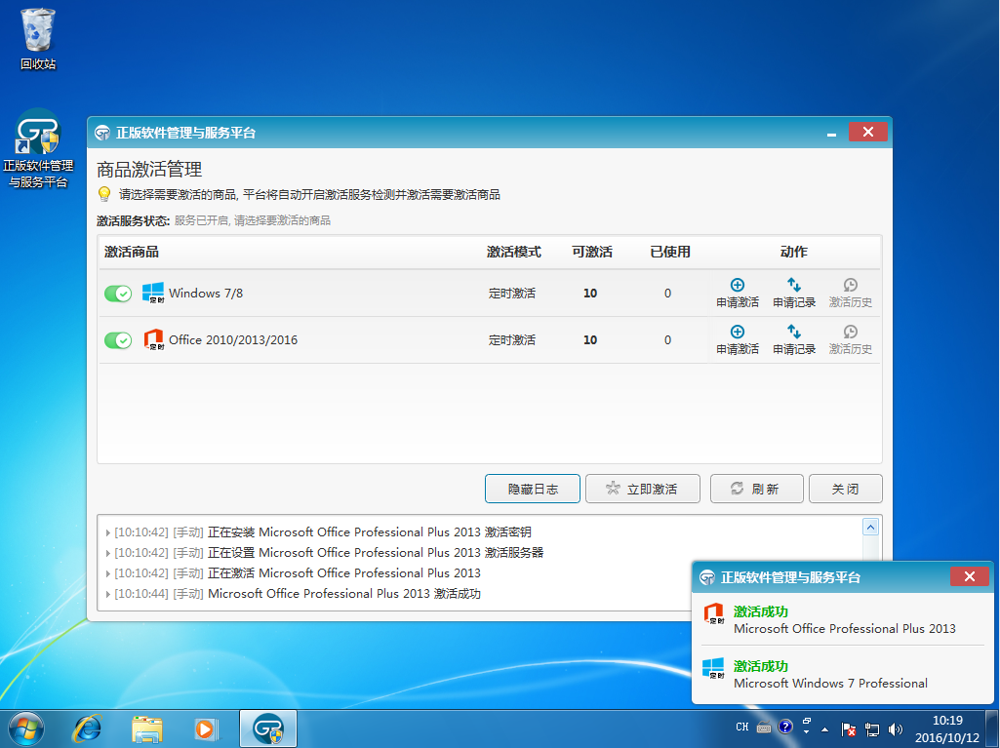 回收站
正版软件管理
与服务平台
正版软件管理与服务平台
商品激活管理
请选择需要激活的商品, 平台将自动开启激活服务检测并激活需要激活商品
激活服务状态: 服务已开启, 请选择要激活的商品
激活商品 激活模式 可激活 已使用 动作
定时 Windows 7/8 定时激活 10 0 申请激活 申请记录 激活历史
定时 Office 2010/2013/2016 定时激活 10 0 申请激活 申请记录 激活历史
隐藏日志 立即激活 刷 新 关 闭
[10:10:42] [手动] 正在安装 Microsoft Office Professional Plus 2013 激活密钥
[10:10:42] [手动] 正在设置 Microsoft Office Professional Plus 2013 激活服务器
[10:10:42] [手动] 正在激活 Microsoft Office Professional Plus 2013
[10:10:44] [手动] Microsoft Office Professional Plus 2013 激活成功
正版软件管理与服务平台
定时 激活成功
Microsoft Office Professional Plus 2013
定时 激活成功
Microsoft Windows 7 Professional
CH
10:19
2016/10/12